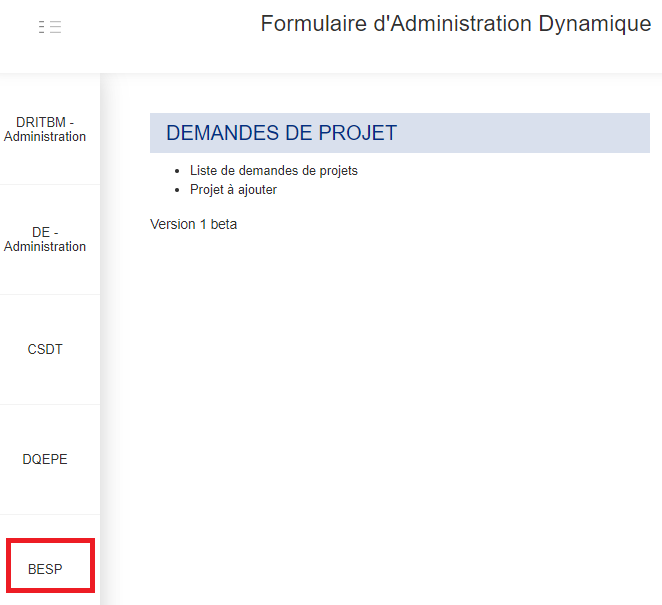 Formulaire d'Administration Dynamique
DRITBM -
Administration
DE -
Administration
CSDT
DQEPE
BESP
DEMANDES DE PROJET
Liste de demandes de projets
Projet à ajouter
Version 1 beta